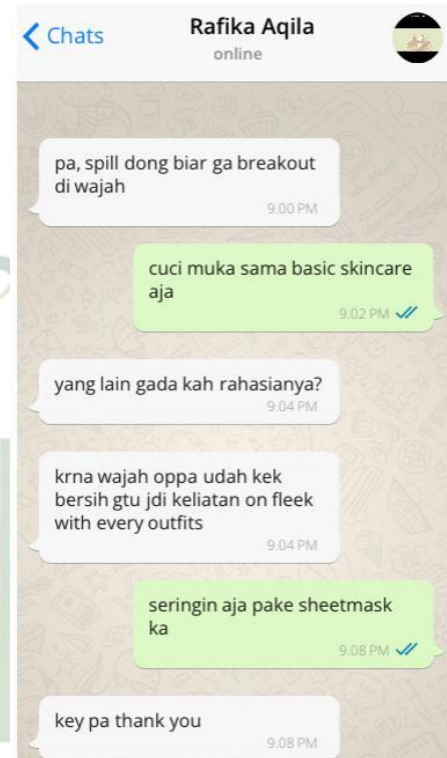 Chats
Rafika Aqila
online
pa, spill dong biar ga breakout
di wajah
9.00 PM
cuci muka sama basic skincare
aja
9.02 PM
yang lain gada kah rahasianya?
9.04 PM
krna wajah oppa udah kek
bersih gtu jdi keliatan on fleek
with every outfits
9.04 PM
seringin aja pake sheetmask
ka
9.08 PM
key pa thank you
9.08 PM